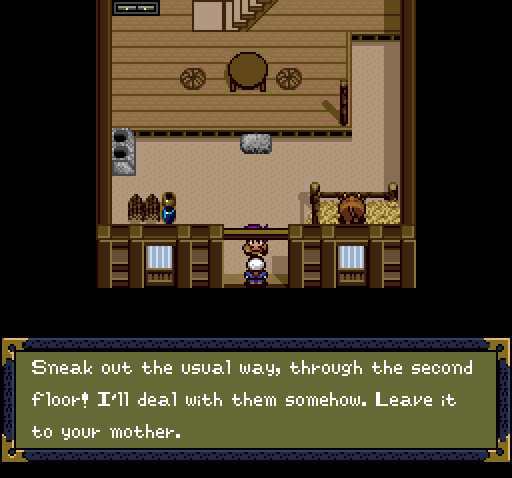 Sneak out the usual way, through the second
floor! I'll deal with them somehow. Leave it
to your mother.